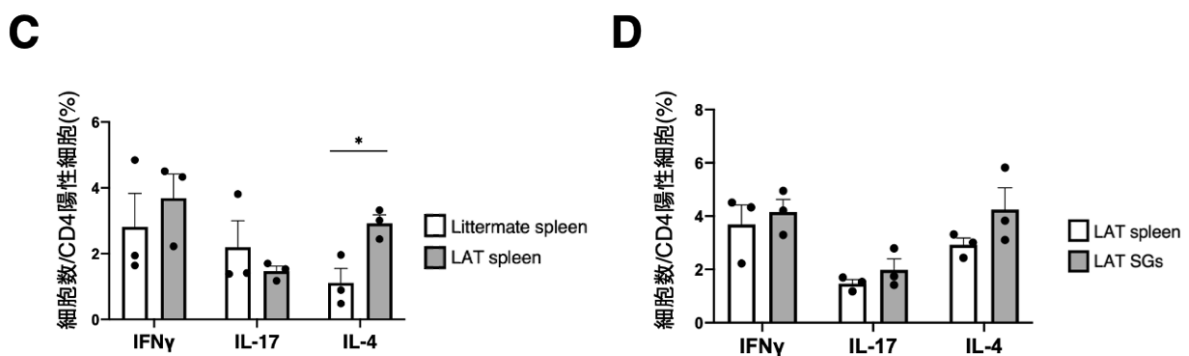 C
細胞数/CD4陽性細胞(%)
6
4
2
0
*
IFNγ IL-17 IL-4
Littermate spleen
LAT spleen
D
細胞数/CD4陽性細胞(%)
8
6
4
2
0
IFNγ IL-17 IL-4
LAT spleen
LAT SGs